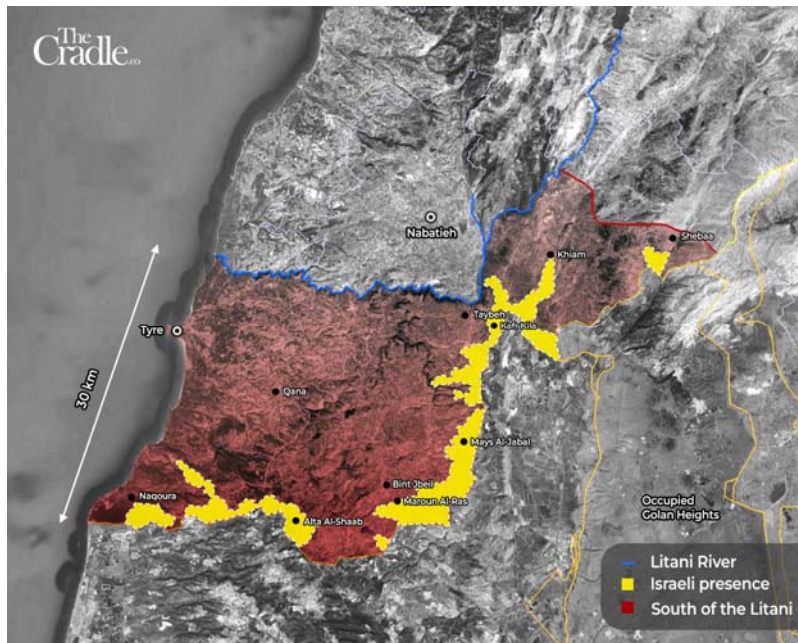 The
Cradle.co
Nabatieh
Shebaa
Khiam
Taybeh
Kafr Kila
Tyre
30 km
Qana
Mays Al-Jabal
Bint Jbeil
Maroun Al-Ras
Naqoura
Alta Al-Shaab
Occupied
Golan Heights
Litani River
Israeli presence
South of the Litani